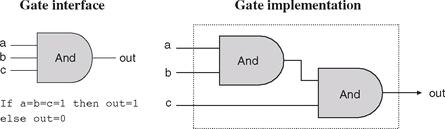 Gate interface
a
b
c
And
out
If a=b=c=1 then out=1
else out=0
Gate implementation
a
b
c
And
And
out